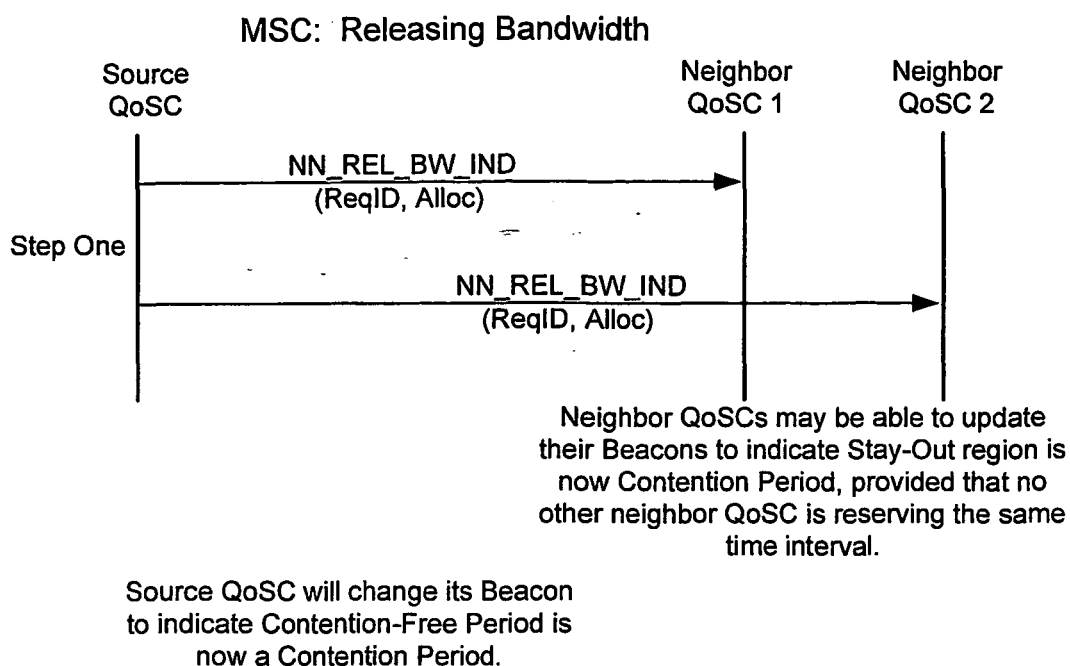 MSC: Releasing Bandwidth
Source
QoSC
Neighbor
QoSC 1
Neighbor
QoSC 2
NN_REL_BW_IND
(ReqID, Alloc)
Step One
NN_REL_BW_IND
(ReqID, Alloc)
Neighbor QoSCs may be able to update
their Beacons to indicate Stay-Out region is
now Contention Period, provided that no
other neighbor QoSC is reserving the same
time interval.
Source QoSC will change its Beacon
to indicate Contention-Free Period is
now a Contention Period.